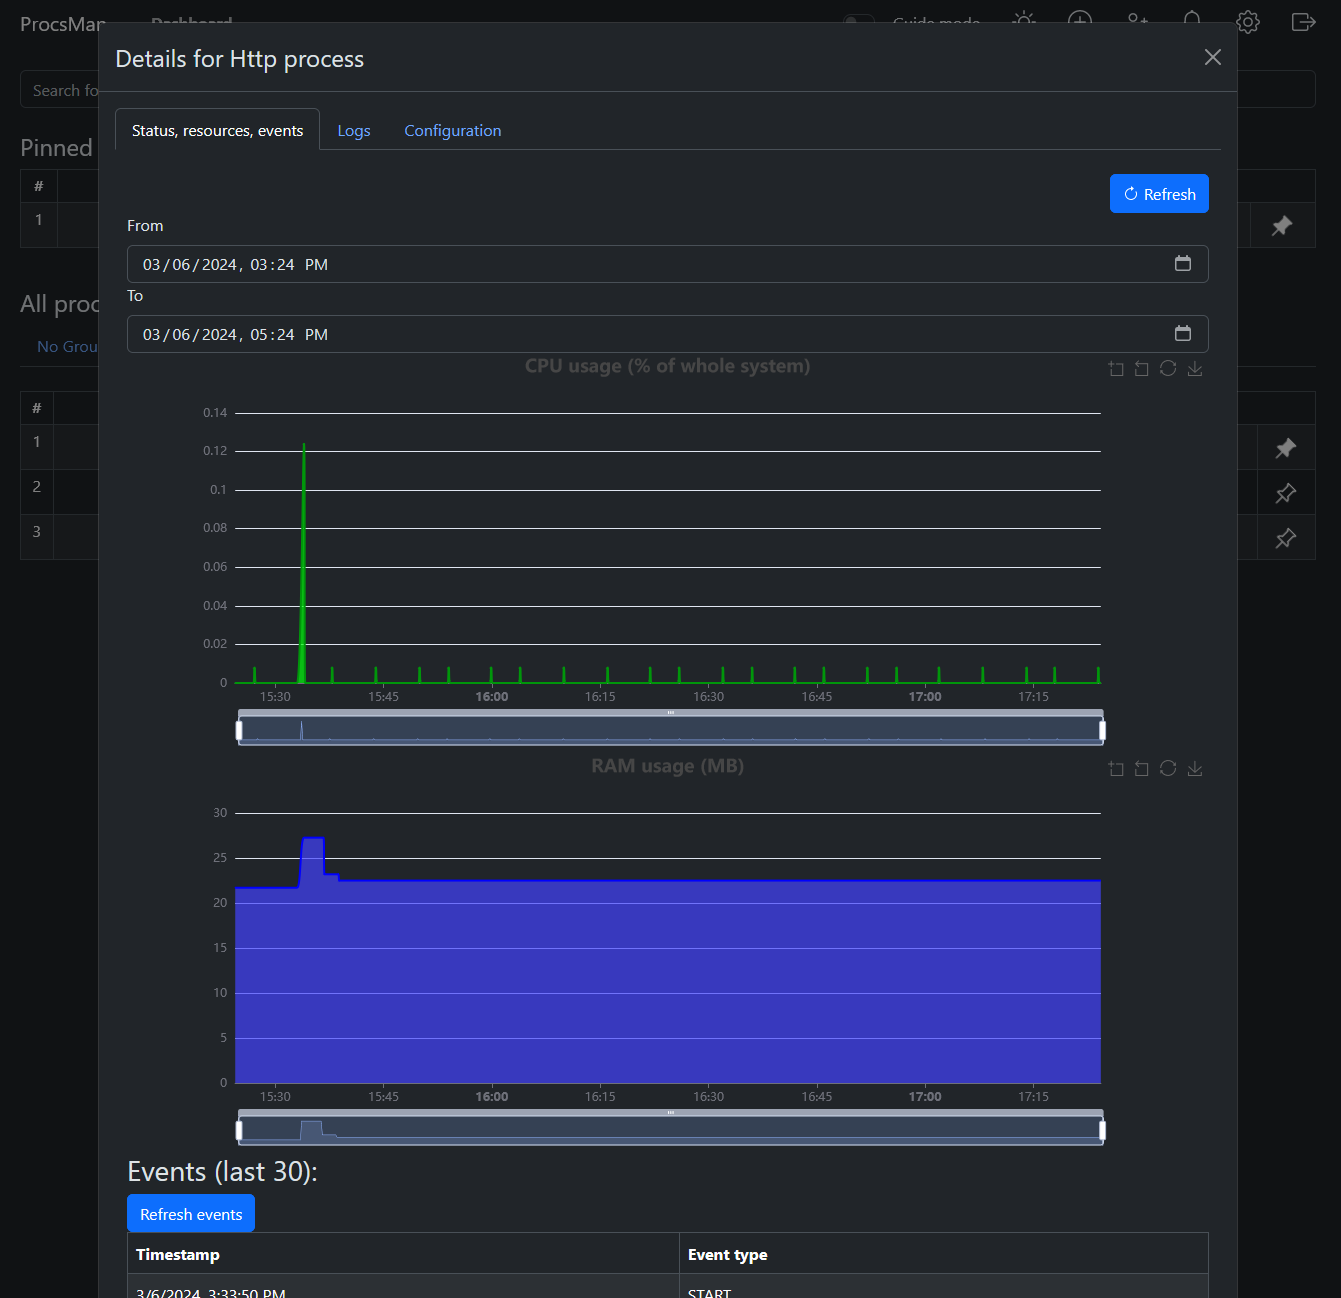 ProcsMan Dashboard Guide mode
Details for Http process
Search fo
Status, resources, events Logs Configuration
Pinned
#
1
Refresh
From
03/06/2024, 03:24 PM
To
03/06/2024, 05:24 PM
All proc
No Grou
#
1
2
3
CPU usage (% of whole system)
0.14
0.12
0.1
0.08
0.06
0.04
0.02
0
15:30 15:45 16:00 16:15 16:30 16:45 17:00 17:15
RAM usage (MB)
30
25
20
15
10
5
0
15:30 15:45 16:00 16:15 16:30 16:45 17:00 17:15
Events (last 30):
Refresh events
Timestamp Event type
3/6/2024, 3:33:50 PM START